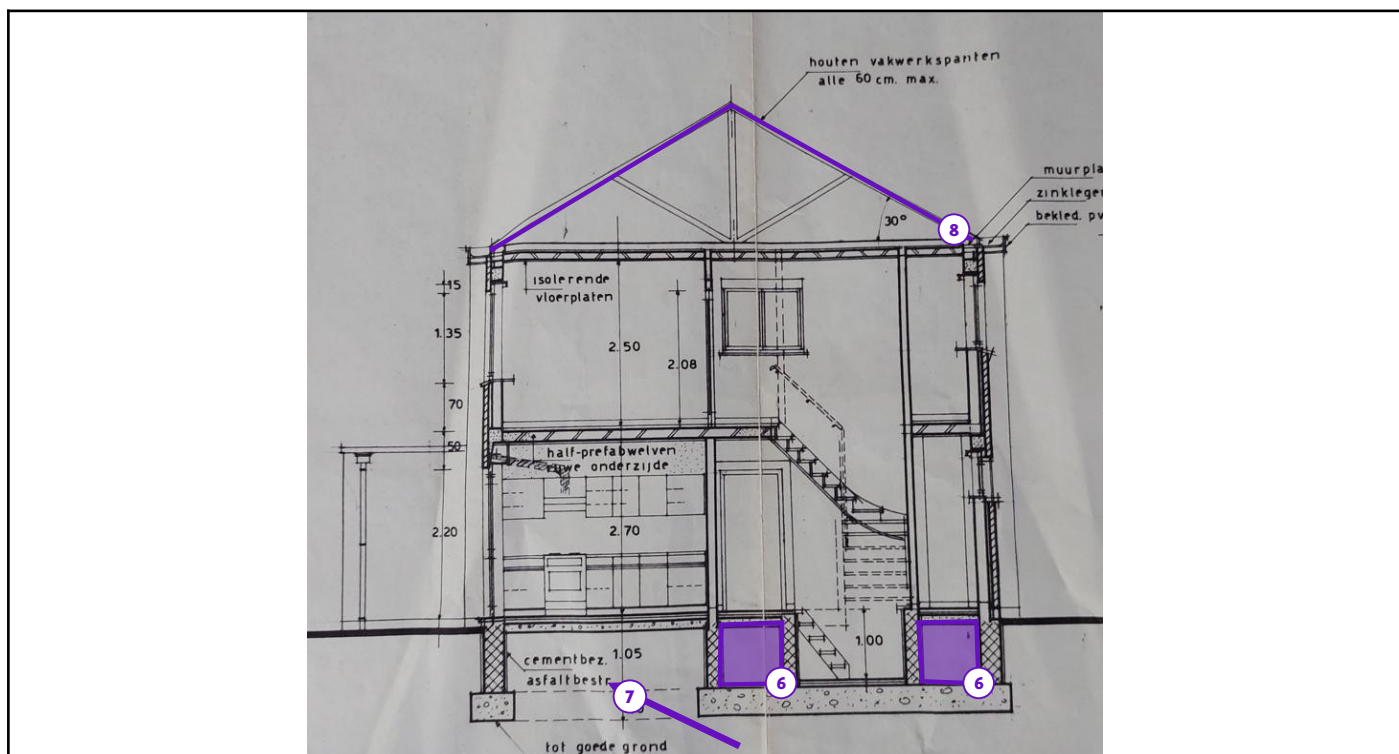 houten vakwerkspanten
alle 60 cm. max.
muurpla
zinklege
bekled. pv
30°
8
isolerende
vloerplaten
15
1.35
2.50
2.08
70
50
half-prefabwelven
ruwe onderzijde
2.20
2.70
1.00
cementbez.
asfaltbestr.
1.05
6
6
7
tot goede grond